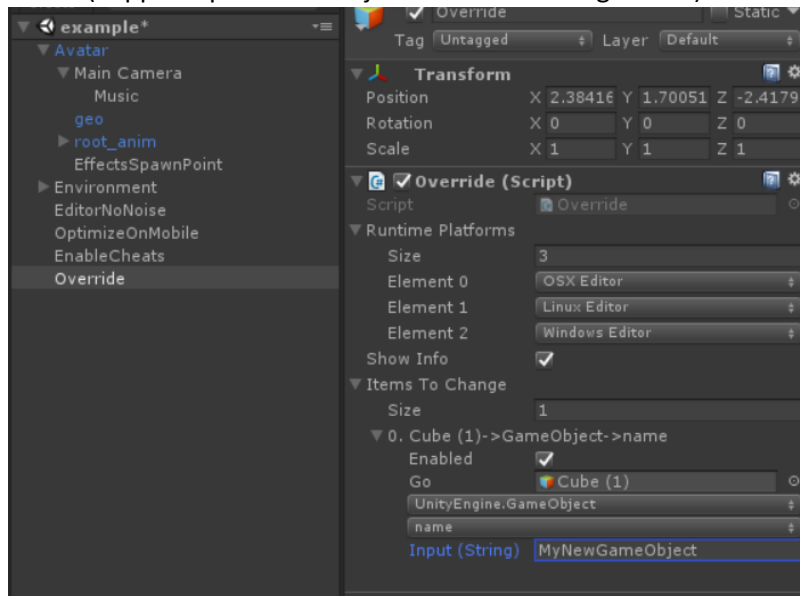 example*
Avatar
Main Camera
Music
geo
root_anim
EffectsSpawnPoint
Environment
EditorNoNoise
OptimizeOnMobile
EnableCheats
Override
Override Static
Tag Untagged Layer Default
Transform
Position X 2.38416 Y 1.70051 Z -2.4179
Rotation X 0 Y 0 Z 0
Scale X 1 Y 1 Z 1
Override (Script)
Script Override
Runtime Platforms
Size 3
Element 0 OSX Editor
Element 1 Linux Editor
Element 2 Windows Editor
Show Info
Items To Change
Size 1
0. Cube (1)->GameObject->name
Enabled
Go Cube (1)
UnityEngine.GameObject
name
Input (String) MyNewGameObject